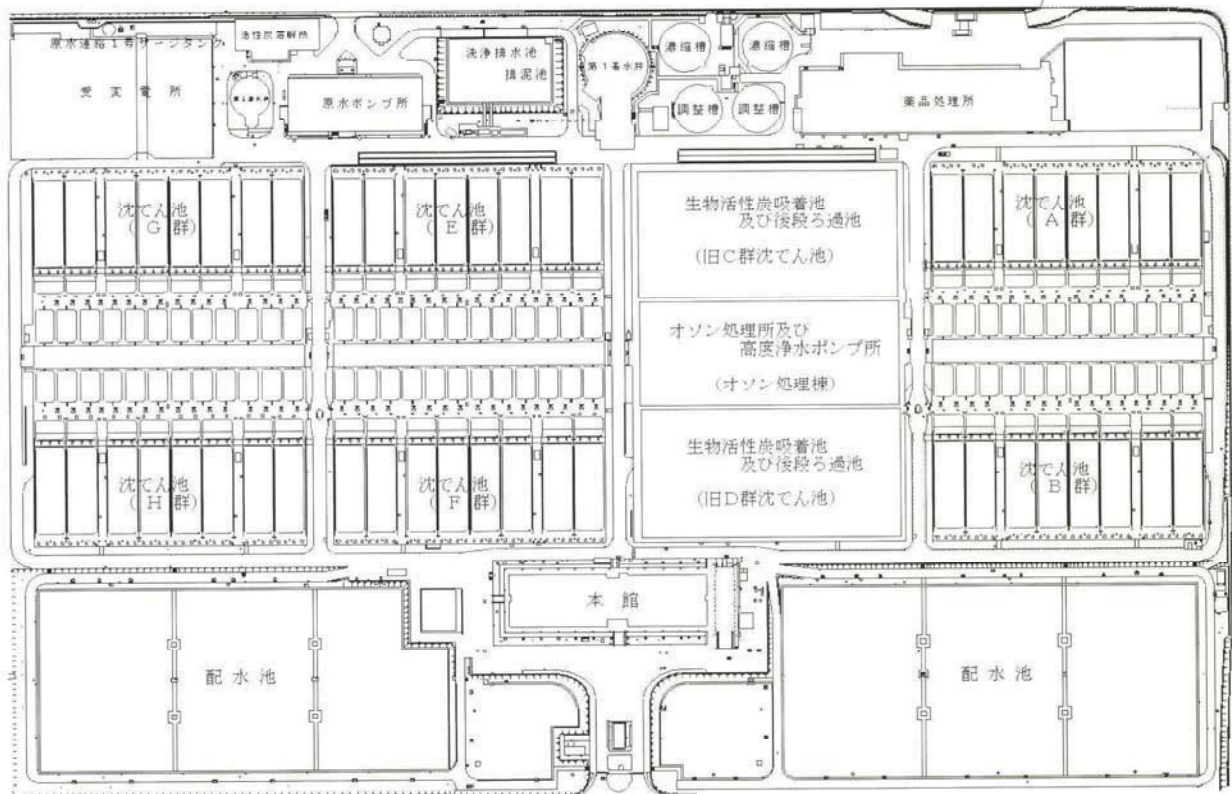 原水連絡1号サージタンク
活性炭溶解所
受変電所
原水ポンプ所
洗浄排水池
排泥池
第1着水井
濃縮槽
濃縮槽
調整槽
調整槽
薬品処理所
沈でん池
(G群)
沈でん池
(E群)
生物活性炭吸着池
及び後段ろ過池
(旧C群沈でん池)
沈でん池
(A群)
オゾン処理所及び
高度浄水ポンプ所
(オゾン処理棟)
沈でん池
(H群)
沈でん池
(F群)
生物活性炭吸着池
及び後段ろ過池
(旧D群沈でん池)
沈でん池
(B群)
本館
配水池
配水池